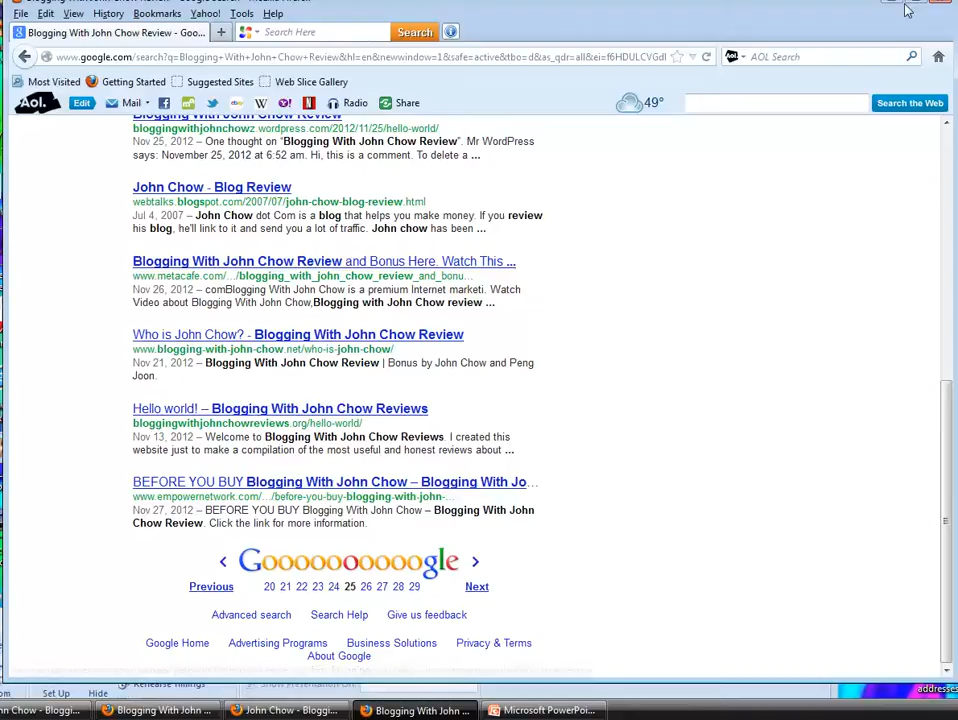 File Edit View History Bookmarks Yahoo! Tools Help
Blogging With John Chow Review - Goo... + Search Here Search
www.google.com/search?q=Blogging+With+John+Chow+Review&hl=en&newwindow=1&safe=active&tbo=d&as_qdr=all&ei=f6HDULCVGdI AOL Search
Most Visited Getting Started Suggested Sites Web Slice Gallery
Aol. Edit Mail Facebook Radio Share 49° Search the Web
Blogging With John Chow Review
bloggingwithjohnchowz.wordpress.com/2012/11/25/hello-world/
Nov 25, 2012 – One thought on “Blogging With John Chow Review”. Mr WordPress
says: November 25, 2012 at 6:52 am. Hi, this is a comment. To delete a ...
John Chow - Blog Review
webtalks.blogspot.com/2007/07/john-chow-blog-review.html
Jul 4, 2007 – John Chow dot Com is a blog that helps you make money. If you review
his blog, he'll link to it and send you a lot of traffic. John chow has been ...
Blogging With John Chow Review and Bonus Here. Watch This ...
www.metacafe.com/.../blogging_with_john_chow_review_and_bonu...
Nov 26, 2012 – comBlogging With John Chow is a premium Internet marketi. Watch
Video about Blogging With John Chow,Blogging with John Chow review ...
Who is John Chow? - Blogging With John Chow Review
www.blogging-with-john-chow.net/who-is-john-chow/
Nov 21, 2012 – Blogging With John Chow Review | Bonus by John Chow and Peng
Joon.
Hello world! – Blogging With John Chow Reviews
bloggingwithjohnchowreviews.org/hello-world/
Nov 13, 2012 – Welcome to Blogging With John Chow Reviews. I created this
website just to make a compilation of the most useful and honest reviews about ...
BEFORE YOU BUY Blogging With John Chow – Blogging With Jo...
www.empowernetwork.com/.../before-you-buy-blogging-with-john-...
Nov 27, 2012 – BEFORE YOU BUY Blogging With John Chow – Blogging With John
Chow Review. Click the link for more information.
Goooooooooogle
Previous 20 21 22 23 24 25 26 27 28 29 Next
Advanced search Search Help Give us feedback
Google Home Advertising Programs Business Solutions Privacy & Terms
About Google
Rehearse Timings
Set Up Hide addresses
hn Chow - Bloggi... Blogging With John ... John Chow - Bloggi... Blogging With John ... Microsoft PowerPoi...